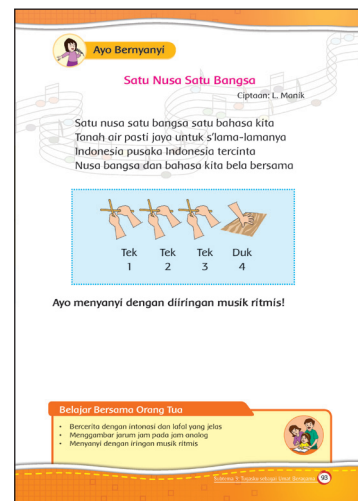 Ayo Bernyanyi
Satu Nusa Satu Bangsa
Ciptaan: L. Manik
Satu nusa satu bangsa satu bahasa kita
Tanah air pasti jaya untuk s'lama-lamanya
Indonesia pusaka Indonesia tercinta
Nusa bangsa dan bahasa kita bela bersama
Tek Tek Tek Duk
1 2 3 4
Ayo menyanyi dengan diiringan musik ritmis!
Belajar Bersama Orang Tua
• Bercerita dengan intonasi dan lafal yang jelas
• Menggambar jarum jam pada jam analog
• Menyanyi dengan iringan musik ritmis
93